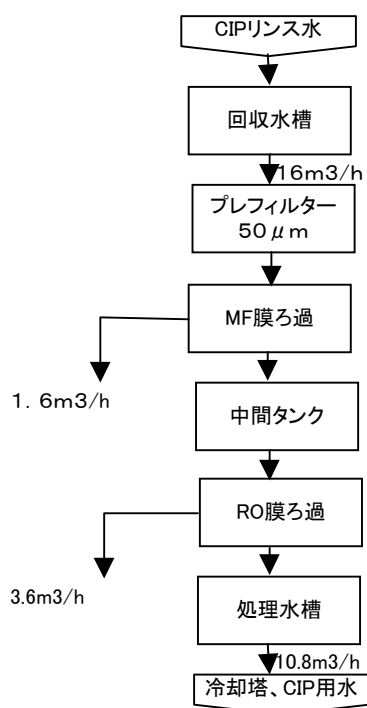 CIPリンス水
回収水槽
16m3/h
プレフィルター
50μm
MF膜ろ過
1．6m3/h
中間タンク
RO膜ろ過
3.6m3/h
処理水槽
10.8m3/h
冷却塔、CIP用水